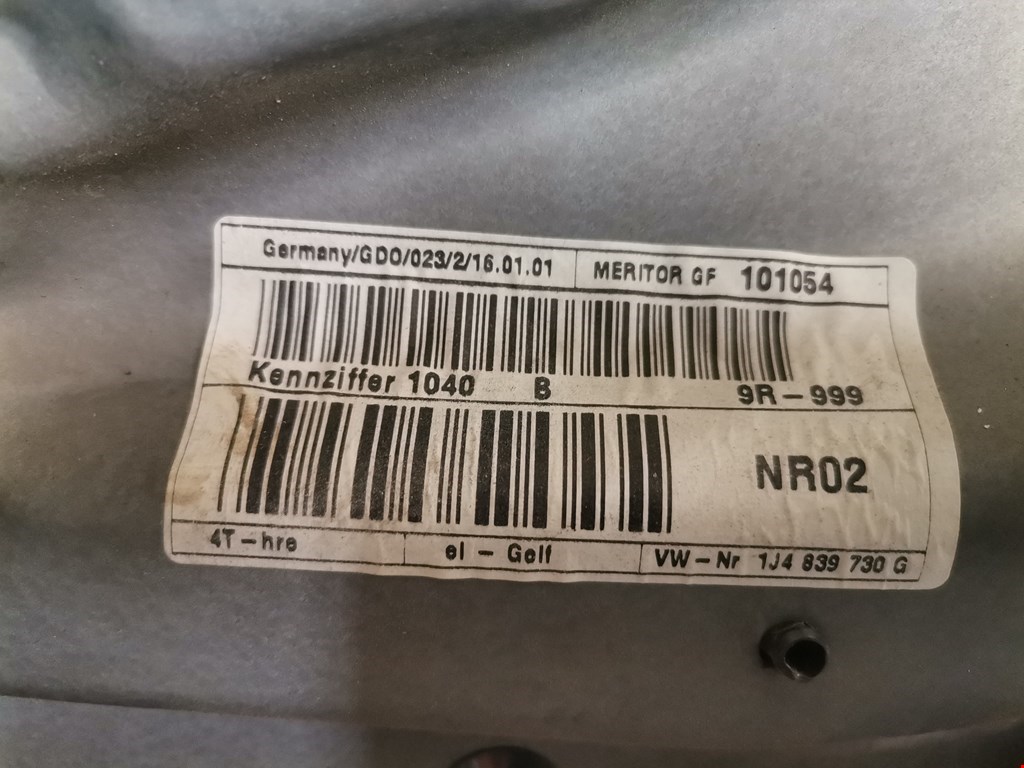 Germany/GDO/023/2/16.01.01 MERITOR GF 101054
Kennziffer 1040 B 9R-999
NR02
4T-hre el - Golf VW-Nr 1J4 839 730 G